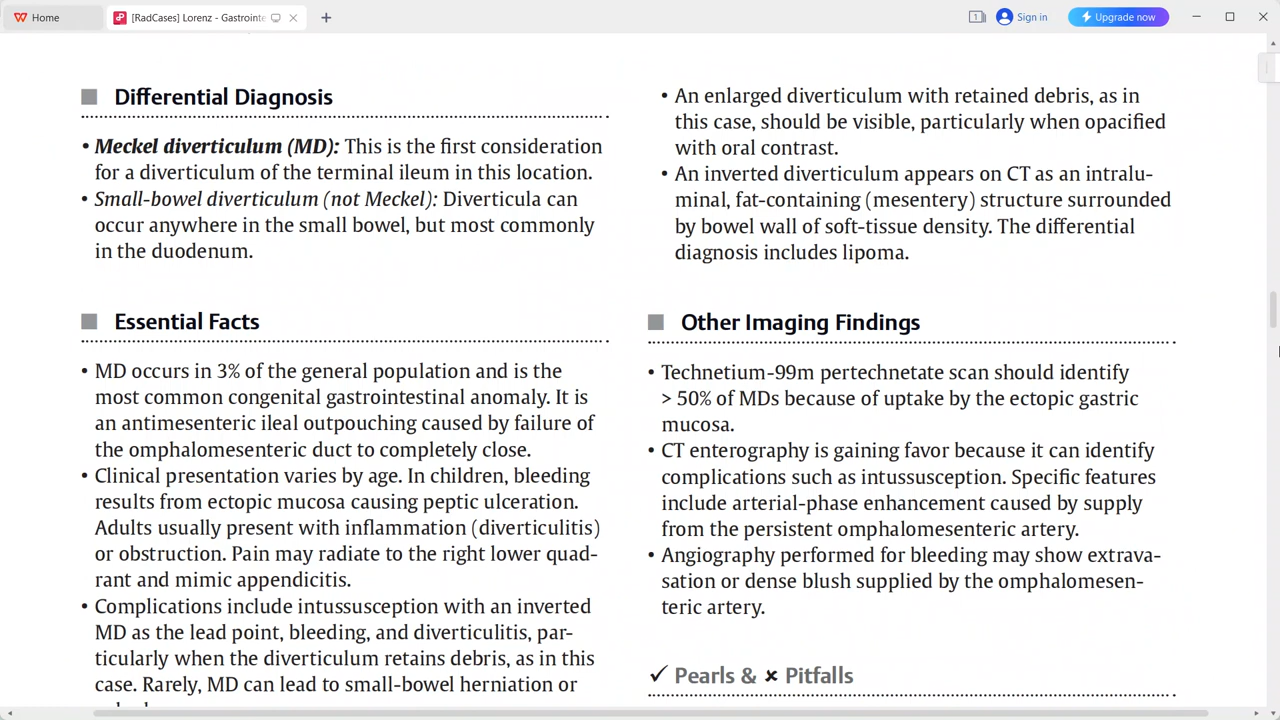 Home
[RadCases] Lorenz - Gastrointe
1
Sign in
Upgrade now
Differential Diagnosis
• Meckel diverticulum (MD): This is the first consideration
for a diverticulum of the terminal ileum in this location.
• Small-bowel diverticulum (not Meckel): Diverticula can
occur anywhere in the small bowel, but most commonly
in the duodenum.
Essential Facts
• MD occurs in 3% of the general population and is the
most common congenital gastrointestinal anomaly. It is
an antimesenteric ileal outpouching caused by failure of
the omphalomesenteric duct to completely close.
• Clinical presentation varies by age. In children, bleeding
results from ectopic mucosa causing peptic ulceration.
Adults usually present with inflammation (diverticulitis)
or obstruction. Pain may radiate to the right lower quad-
rant and mimic appendicitis.
• Complications include intussusception with an inverted
MD as the lead point, bleeding, and diverticulitis, par-
ticularly when the diverticulum retains debris, as in this
case. Rarely, MD can lead to small-bowel herniation or
• An enlarged diverticulum with retained debris, as in
this case, should be visible, particularly when opacified
with oral contrast.
• An inverted diverticulum appears on CT as an intralu-
minal, fat-containing (mesentery) structure surrounded
by bowel wall of soft-tissue density. The differential
diagnosis includes lipoma.
Other Imaging Findings
• Technetium-99m pertechnetate scan should identify
> 50% of MDs because of uptake by the ectopic gastric
mucosa.
• CT enterography is gaining favor because it can identify
complications such as intussusception. Specific features
include arterial-phase enhancement caused by supply
from the persistent omphalomesenteric artery.
• Angiography performed for bleeding may show extrava-
sation or dense blush supplied by the omphalomesen-
teric artery.
✓ Pearls & ✗ Pitfalls